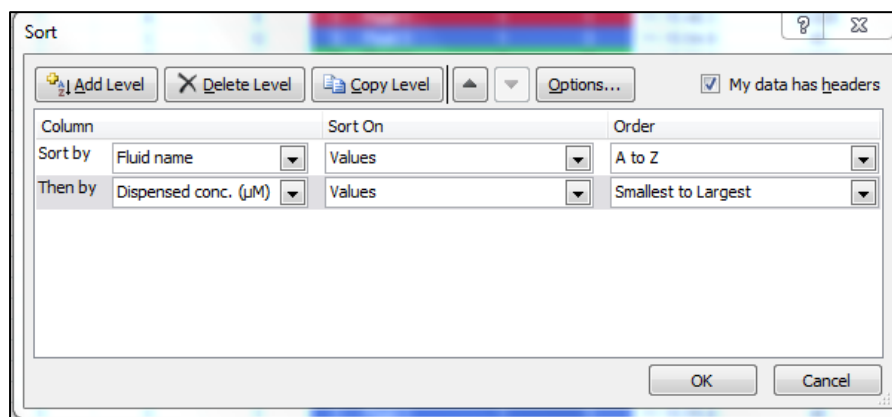 Sort
Add Level Delete Level Copy Level Options... My data has headers
Column Sort On Order
Sort by Fluid name Values A to Z
Then by Dispensed conc. (µM) Values Smallest to Largest
OK Cancel